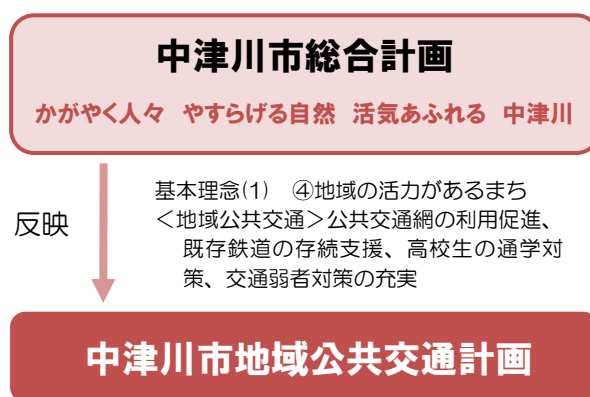 中津川市総合計画
かがやく人々 やすらげる自然 活気あふれる 中津川
反映
基本理念(1) ④地域の活力があるまち
＜地域公共交通＞公共交通網の利用促進、
既存鉄道の存続支援、高校生の通学対
策、交通弱者対策の充実
中津川市地域公共交通計画